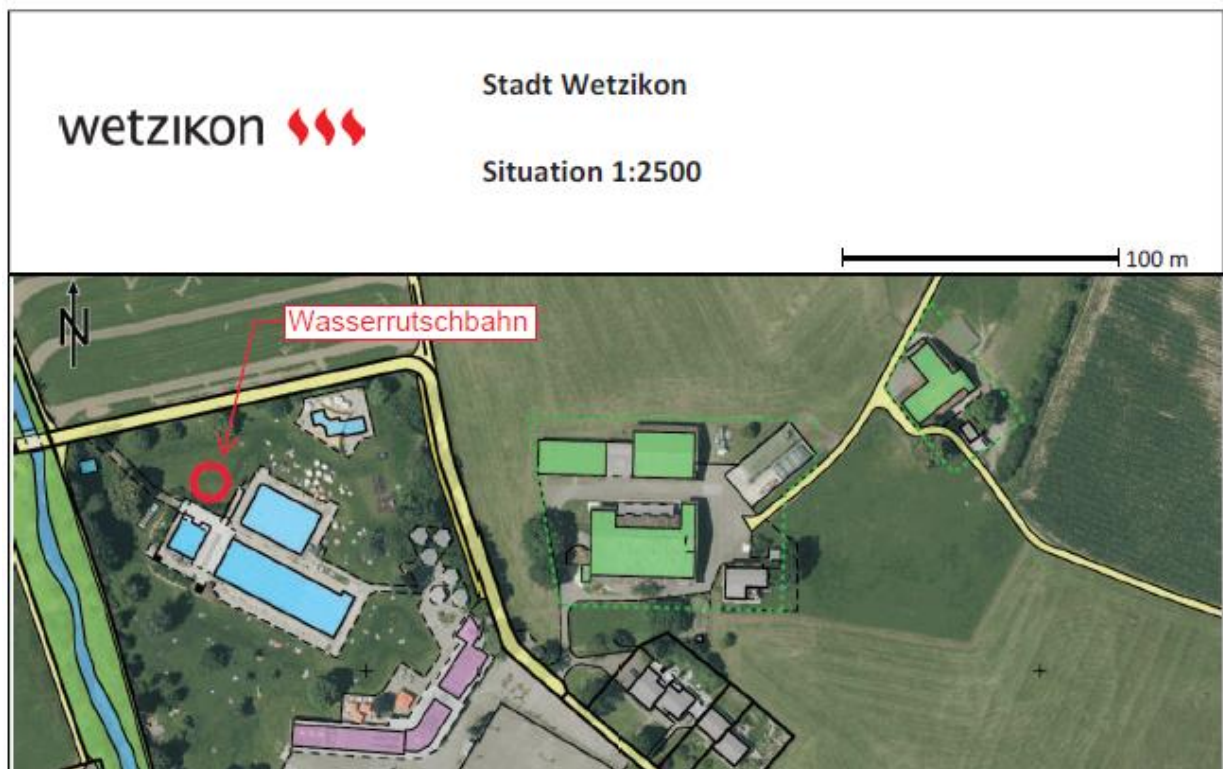 Stadt Wetzikon
wetzikon
Situation 1:2500
100 m
N
Wasserrutschbahn